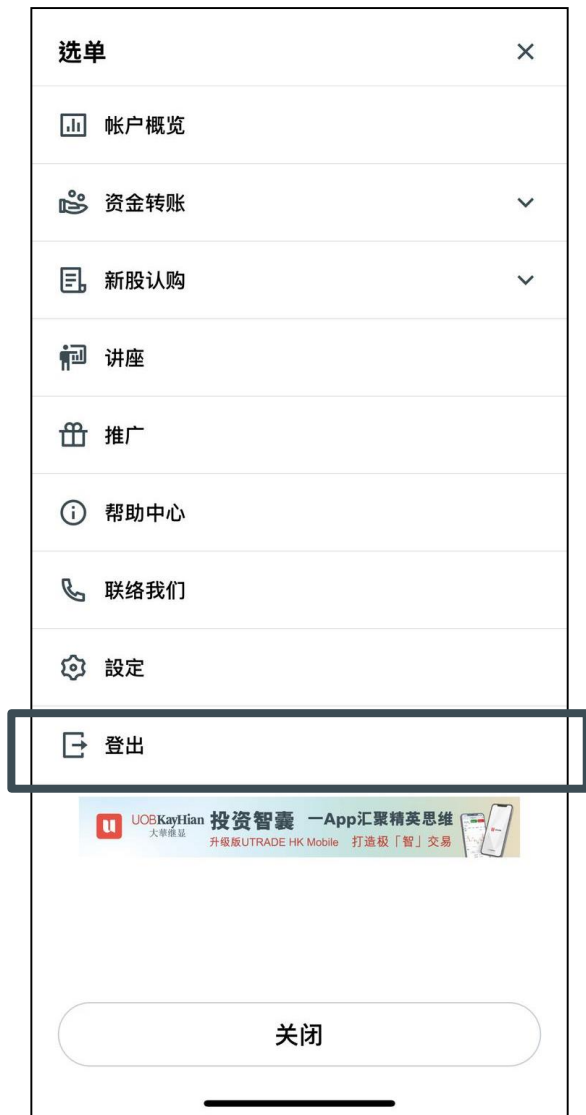 选单
帐户概览
资金转账
新股认购
讲座
推广
帮助中心
联络我们
設定
登出
UOBKayHian 投资智囊 一App汇聚精英思维
大華继显 升级版UTRADE HK Mobile 打造极「智」交易
关闭